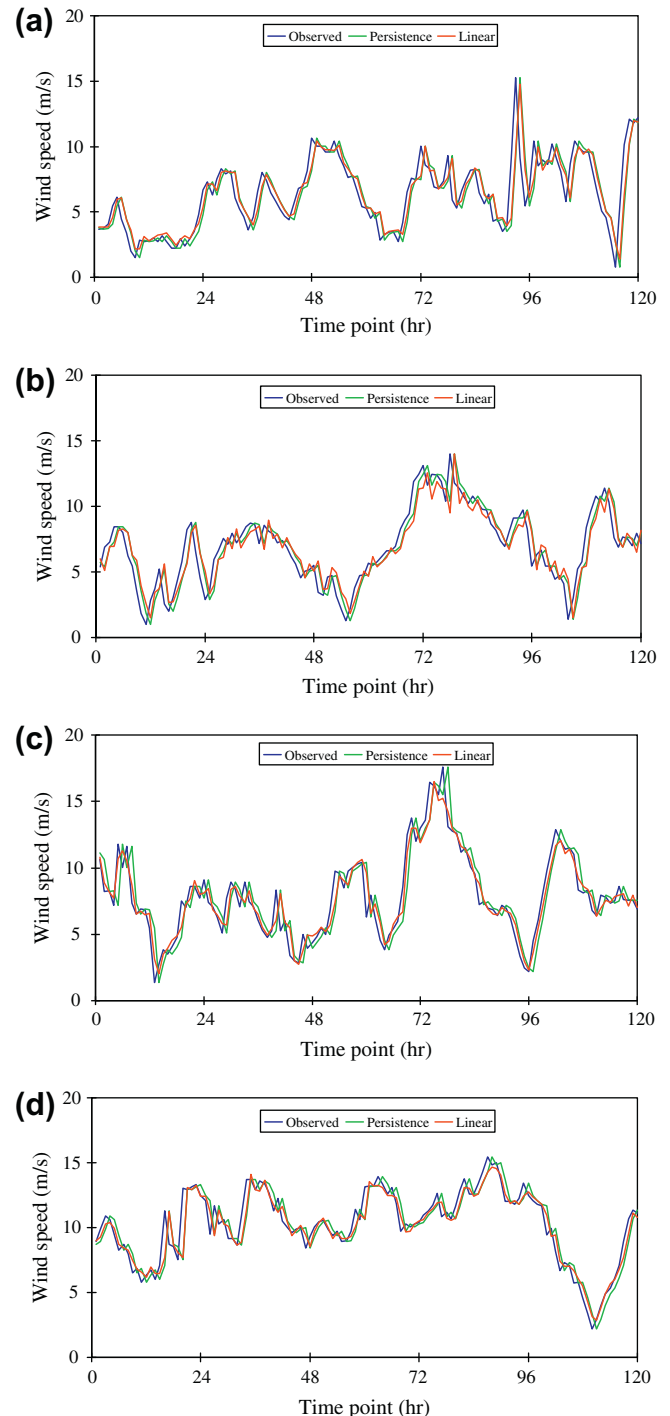 (a)
Observed Persistence Linear
20
15
10
5
0
Wind speed (m/s)
0 24 48 72 96 120
Time point (hr)
(b)
Observed Persistence Linear
20
15
10
5
0
Wind speed (m/s)
0 24 48 72 96 120
Time point (hr)
(c)
Observed Persistence Linear
20
15
10
5
0
Wind speed (m/s)
0 24 48 72 96 120
Time point (hr)
(d)
Observed Persistence Linear
20
15
10
5
0
Wind speed (m/s)
0 24 48 72 96 120
Time point (hr)